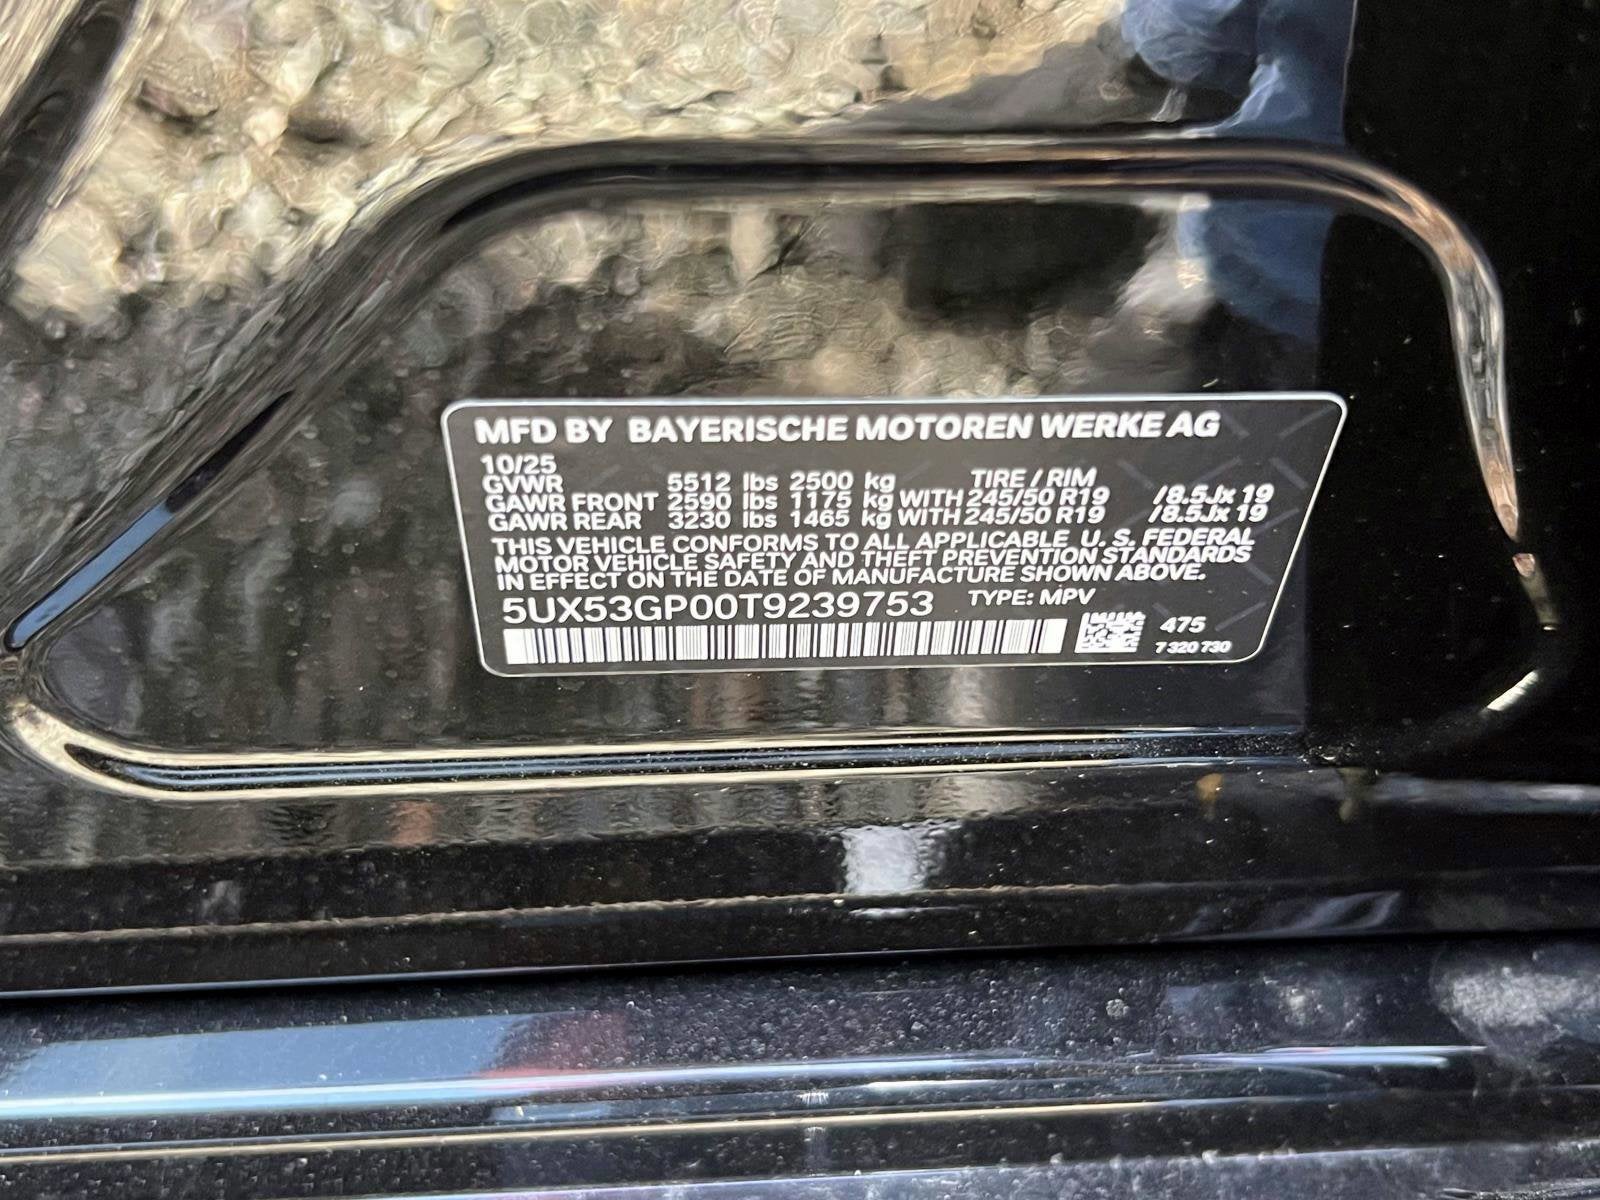 MFD BY BAYERISCHE MOTOREN WERKE AG
10/25
GVWR 5512 lbs 2500 kg TIRE / RIM
GAWR FRONT 2590 lbs 1175 kg WITH 245/50 R19 /8.5Jx 19
GAWR REAR 3230 lbs 1465 kg WITH 245/50 R19 /8.5Jx 19
THIS VEHICLE CONFORMS TO ALL APPLICABLE U. S. FEDERAL
MOTOR VEHICLE SAFETY AND THEFT PREVENTION STANDARDS
IN EFFECT ON THE DATE OF MANUFACTURE SHOWN ABOVE.
5UX53GP00T9239753 TYPE: MPV
475
7 320 730